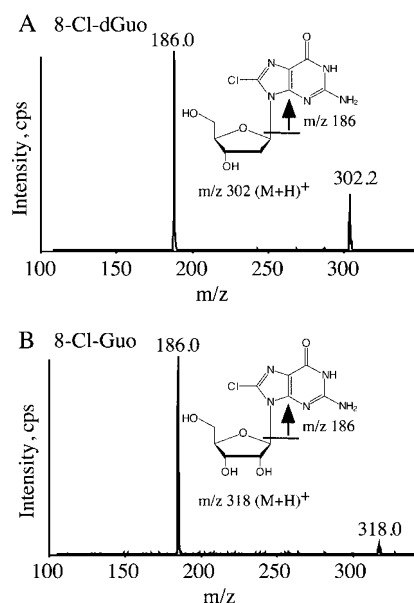 A 8-Cl-dGuo
186.0
O
N
NH
Cl
N
N
NH₂
HO
O
m/z 186
OH
m/z 302 (M+H)⁺
302.2
Intensity, cps
100 150 200 250 300
m/z
B 8-Cl-Guo
186.0
O
N
NH
Cl
N
N
NH₂
HO
O
m/z 186
OH OH
m/z 318 (M+H)⁺
318.0
Intensity, cps
100 150 200 250 300
m/z